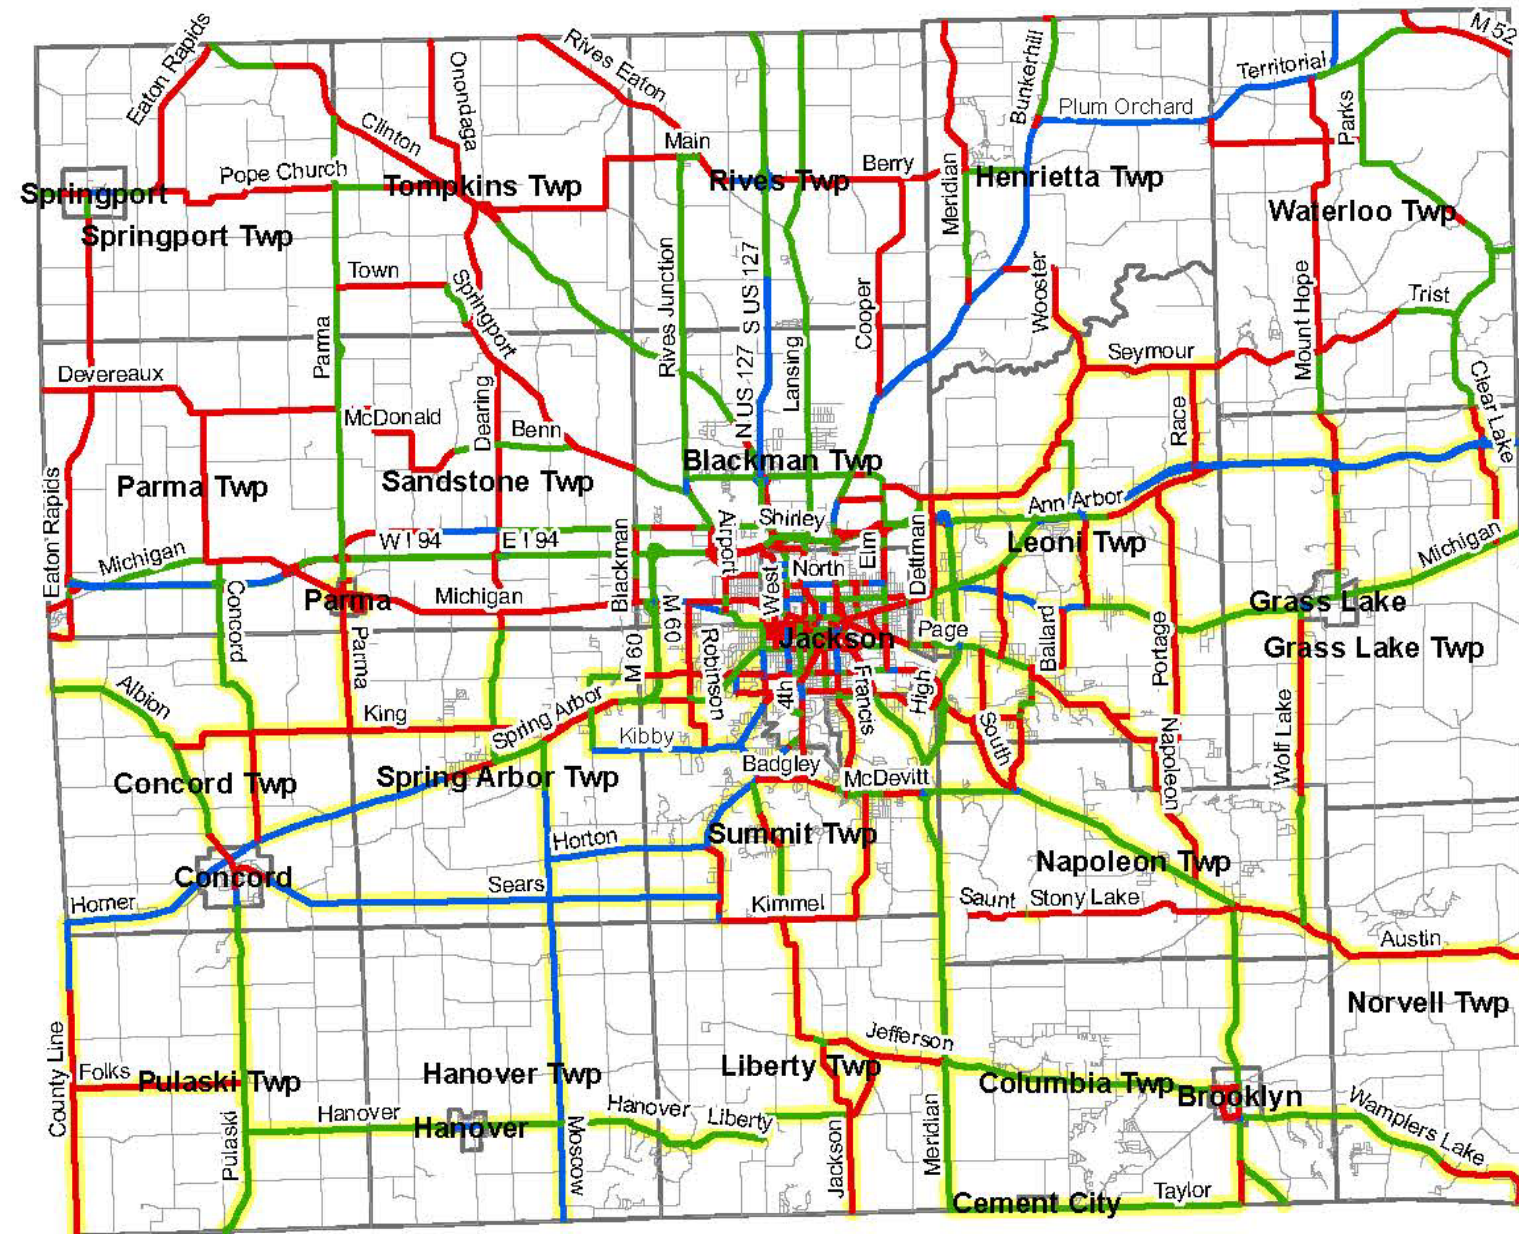 M 52
Eaton Rapids
Onondaga
Rives Eaton
Bunkerhill
Territorial
Plum Orchard
Parks
Clinton
Main
Berry
Pope Church
Meridian
Springport
Tompkins Twp
Rives Twp
Henrietta Twp
Waterloo Twp
Springport Twp
Town
Springport
Rives Junction
S US 127
Cooper
Wooster
Mount Hope
Trist
Parma
N US 127
Lansing
Seymour
Devereaux
McDonald
Dearing
Benn
Race
Clear Lake
Blackman Twp
Parma Twp
Sandstone Twp
Eaton Rapids
Ann Arbor
Shirley
W I 94
E I 94
Blackman
Airport
Elm
Dettman
Leoni Twp
Michigan
Michigan
North
West
Concord
Parma
Michigan
M 60
Grass Lake
Jackson
Page
Ballard
Portage
Grass Lake Twp
Parma
M 60
Robinson
4th
Francis
High
Albion
King
Spring Arbor
Kibby
South
Napoleon
Wolf Lake
Badgley
McDevitt
Concord Twp
Spring Arbor Twp
Summit Twp
Horton
Napoleon Twp
Concord
Sears
Homer
Kimmel
Saunt
Stony Lake
Austin
Norvell Twp
County Line
Jefferson
Folks
Pulaski Twp
Hanover Twp
Liberty Twp
Columbia Twp
Brooklyn
Hanover
Hanover
Hanover
Liberty
Wamplers Lake
Pulaski
Moscow
Jackson
Meridian
Cement City
Taylor